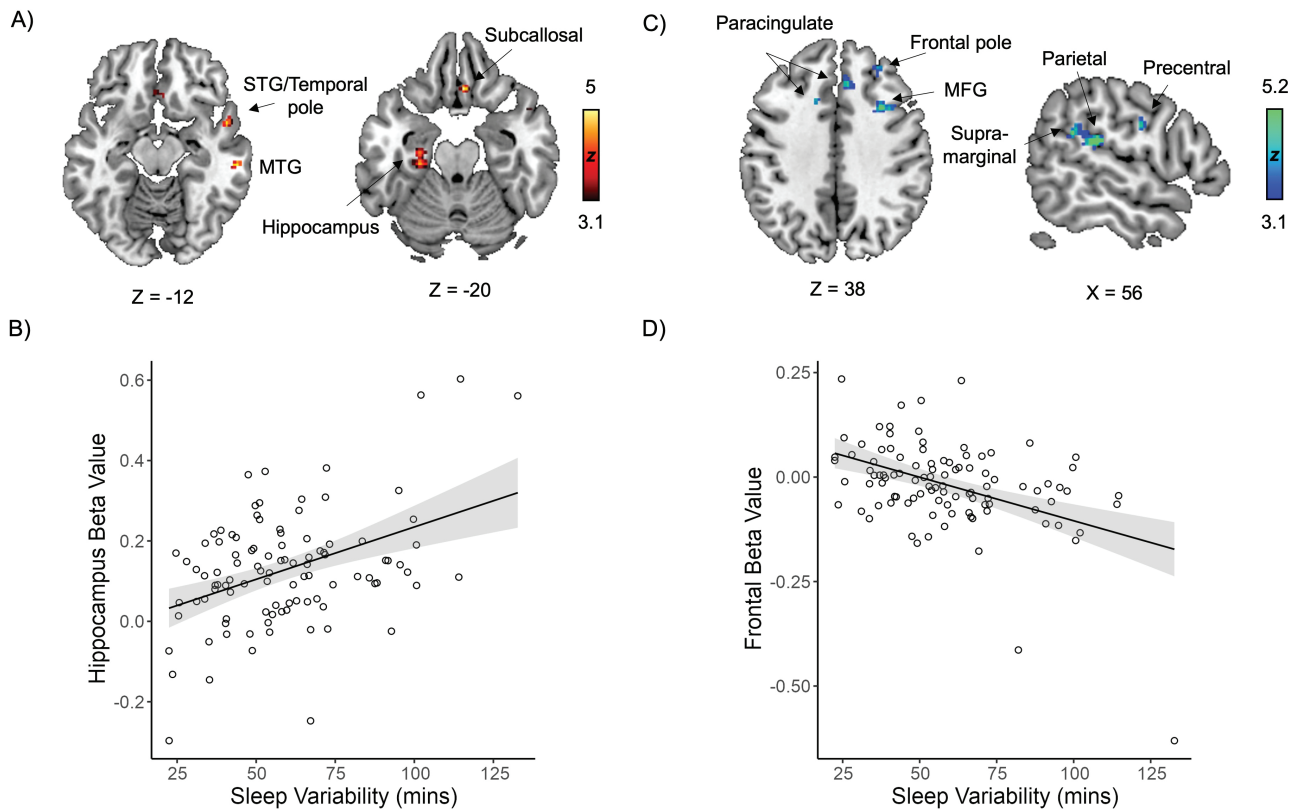 A)
Subcallosal
STG/Temporal
pole
MTG
Hippocampus
5
z
3.1
Z = -12
Z = -20
C)
Paracingulate
Frontal pole
MFG
Parietal
Precentral
Supra-
marginal
5.2
z
3.1
Z = 38
X = 56
B)
Hippocampus Beta Value
0.6
0.4
0.2
0.0
-0.2
25 50 75 100 125
Sleep Variability (mins)
D)
Frontal Beta Value
0.25
0.00
-0.25
-0.50
25 50 75 100 125
Sleep Variability (mins)